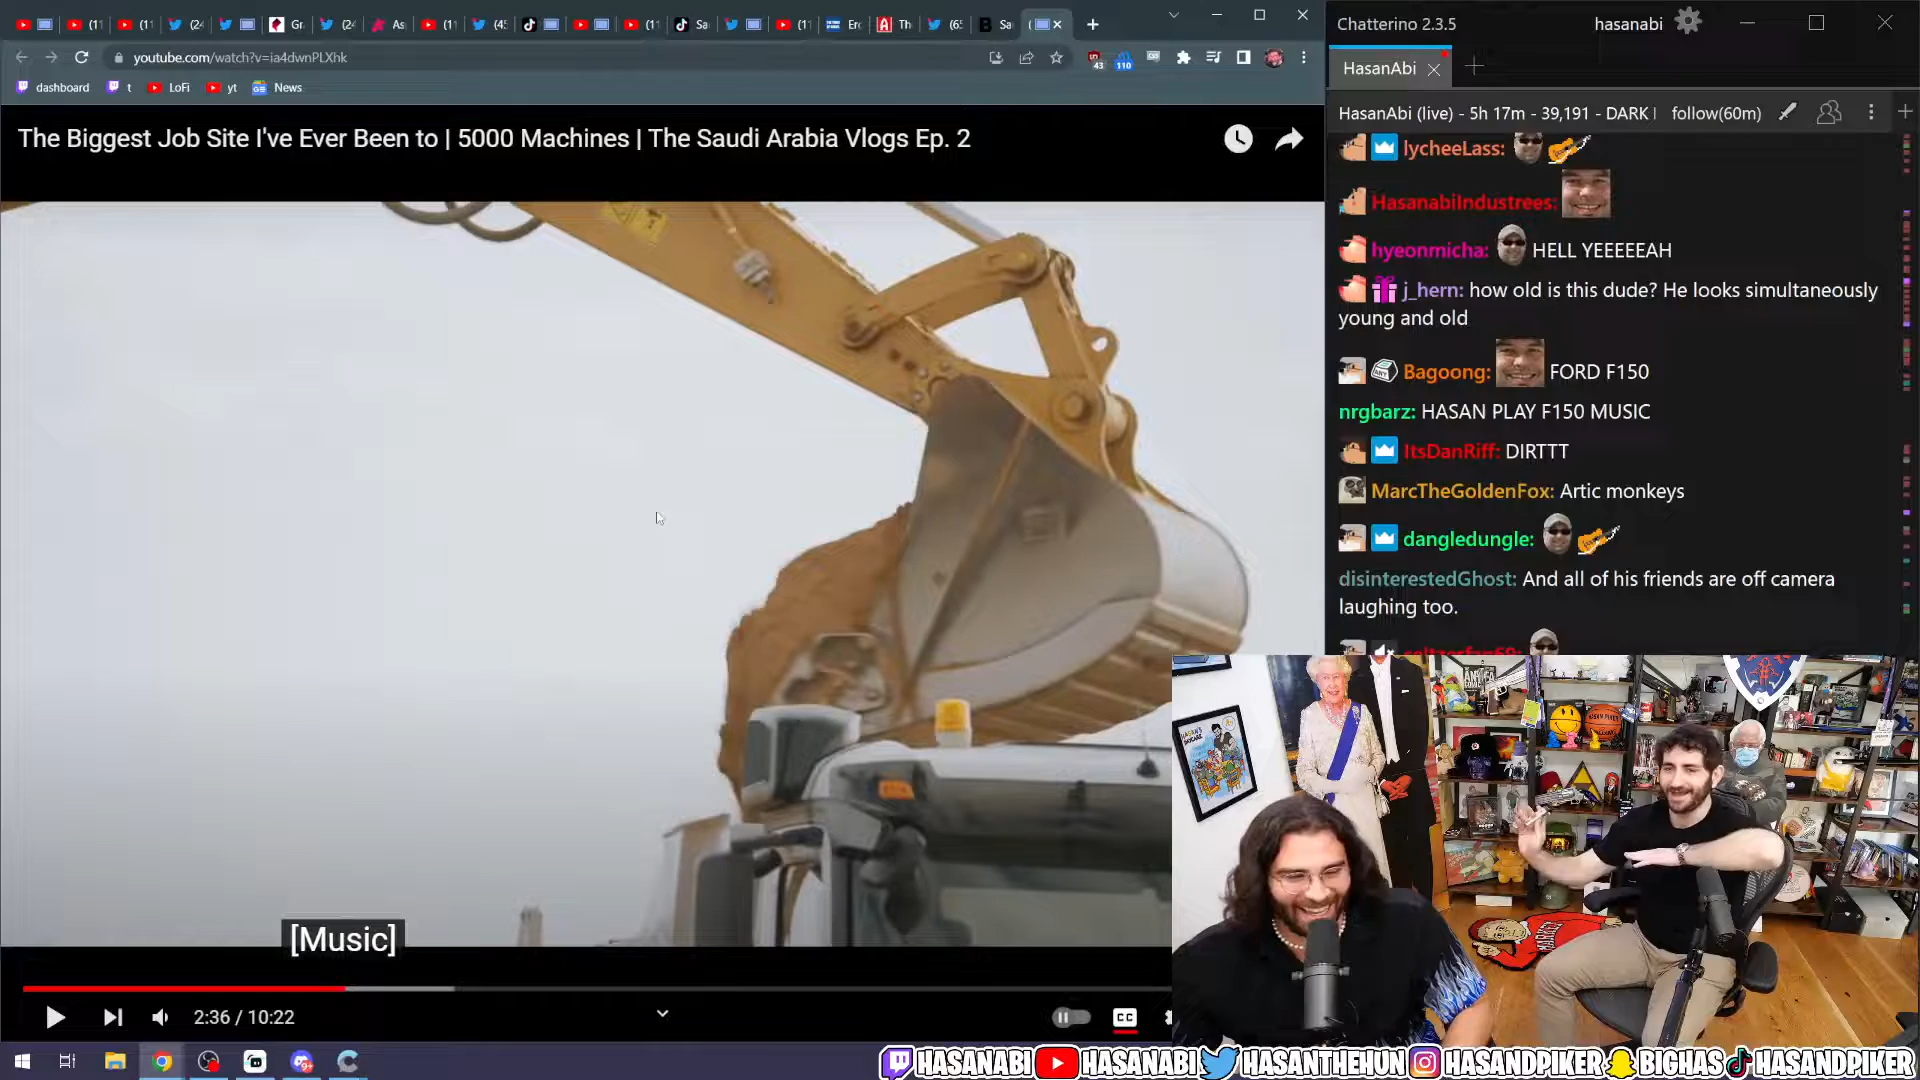 youtube.com/watch?v=ia4dwnPLXhk
43
110
dashboard
t
LoFi
yt
News
The Biggest Job Site I've Ever Been to | 5000 Machines | The Saudi Arabia Vlogs Ep. 2
[Music]
2:36 / 10:22
CC
Chatterino 2.3.5
hasanabi
HasanAbi
HasanAbi (live) - 5h 17m - 39,191 - DARK
follow(60m)
lycheeLass:
HasanabiIndustrees:
hyeonmicha: HELL YEEEEEAH
j_hern: how old is this dude? He looks simultaneously
young and old
Bagoong: FORD F150
nrgbarz: HASAN PLAY F150 MUSIC
ItsDanRiff: DIRTTT
MarcTheGoldenFox: Artic monkeys
dangledungle:
disinterestedGhost: And all of his friends are off camera
laughing too.
HASANABI
HASANABI
HASANTHEHUN
HASANDPIKER
BIGHAS
HASANDPIKER